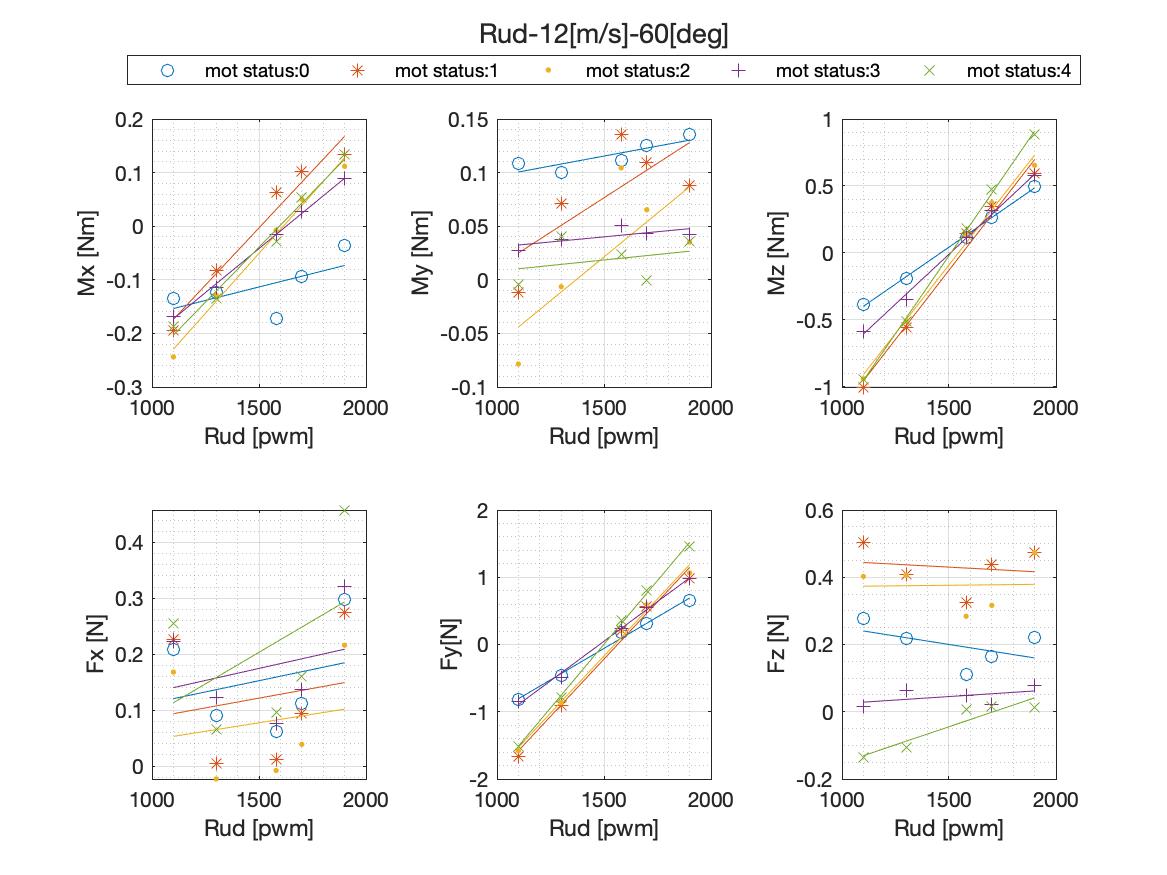 Rud-12[m/s]-60[deg]
mot status:0 mot status:1 mot status:2 mot status:3 mot status:4
0.2 0.1 0 -0.1 -0.2 -0.3
Mx [Nm]
1000 1500 2000
Rud [pwm]
0.15 0.1 0.05 0 -0.05 -0.1
My [Nm]
1000 1500 2000
Rud [pwm]
1 0.5 0 -0.5 -1
Mz [Nm]
1000 1500 2000
Rud [pwm]
0.4 0.3 0.2 0.1 0
Fx [N]
1000 1500 2000
Rud [pwm]
2 1 0 -1 -2
Fy[N]
1000 1500 2000
Rud [pwm]
0.6 0.4 0.2 0 -0.2
Fz [N]
1000 1500 2000
Rud [pwm]